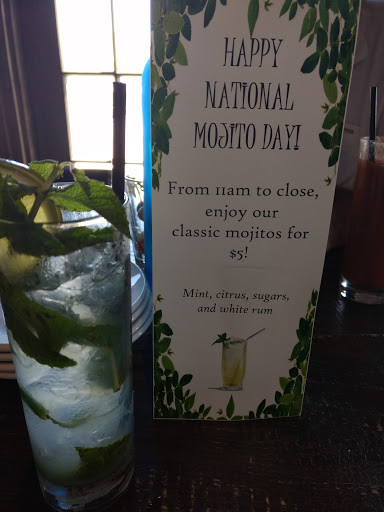 HAPPY
NATIONAL
MOJITO DAY!
From 11am to close,
enjoy our
classic mojitos for
$5!
Mint, citrus, sugars,
and white rum